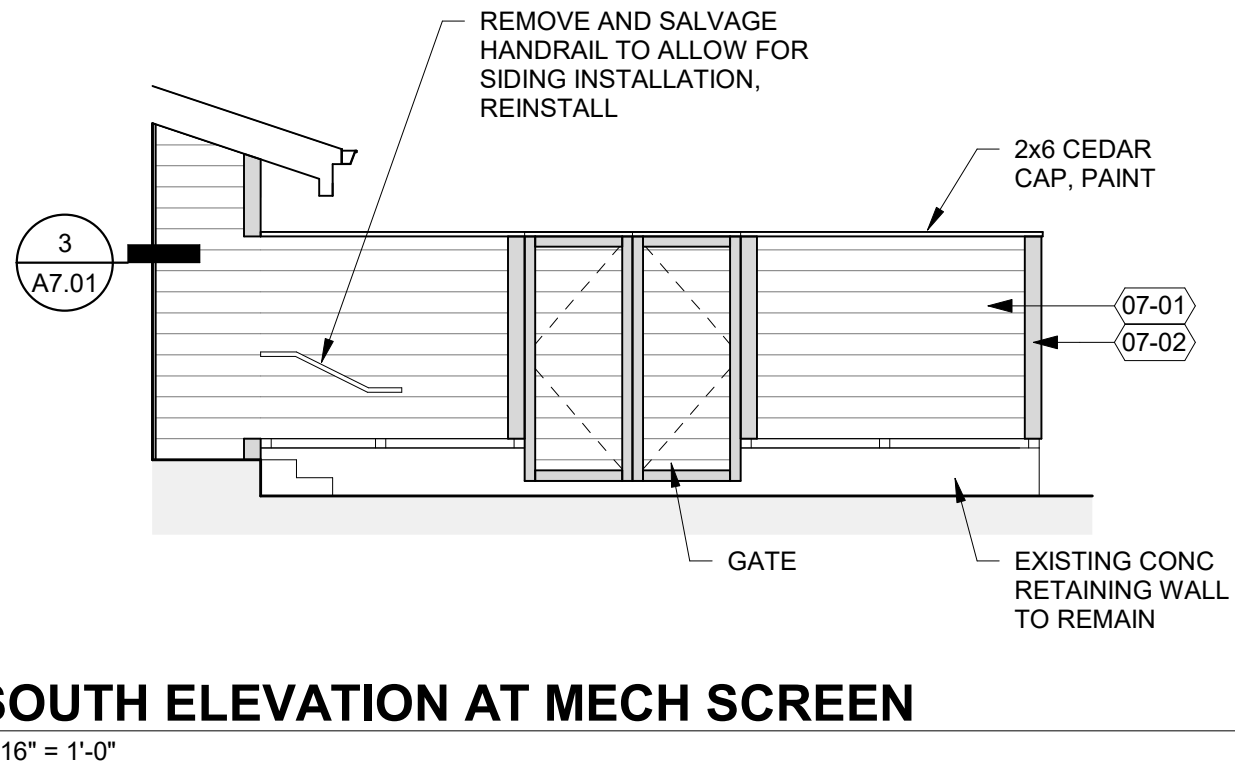 REMOVE AND SALVAGE
HANDRAIL TO ALLOW FOR
SIDING INSTALLATION,
REINSTALL
2x6 CEDAR
CAP, PAINT
3
A7.01
07-01
07-02
GATE
EXISTING CONC
RETAINING WALL
TO REMAIN
SOUTH ELEVATION AT MECH SCREEN
16" = 1'-0"